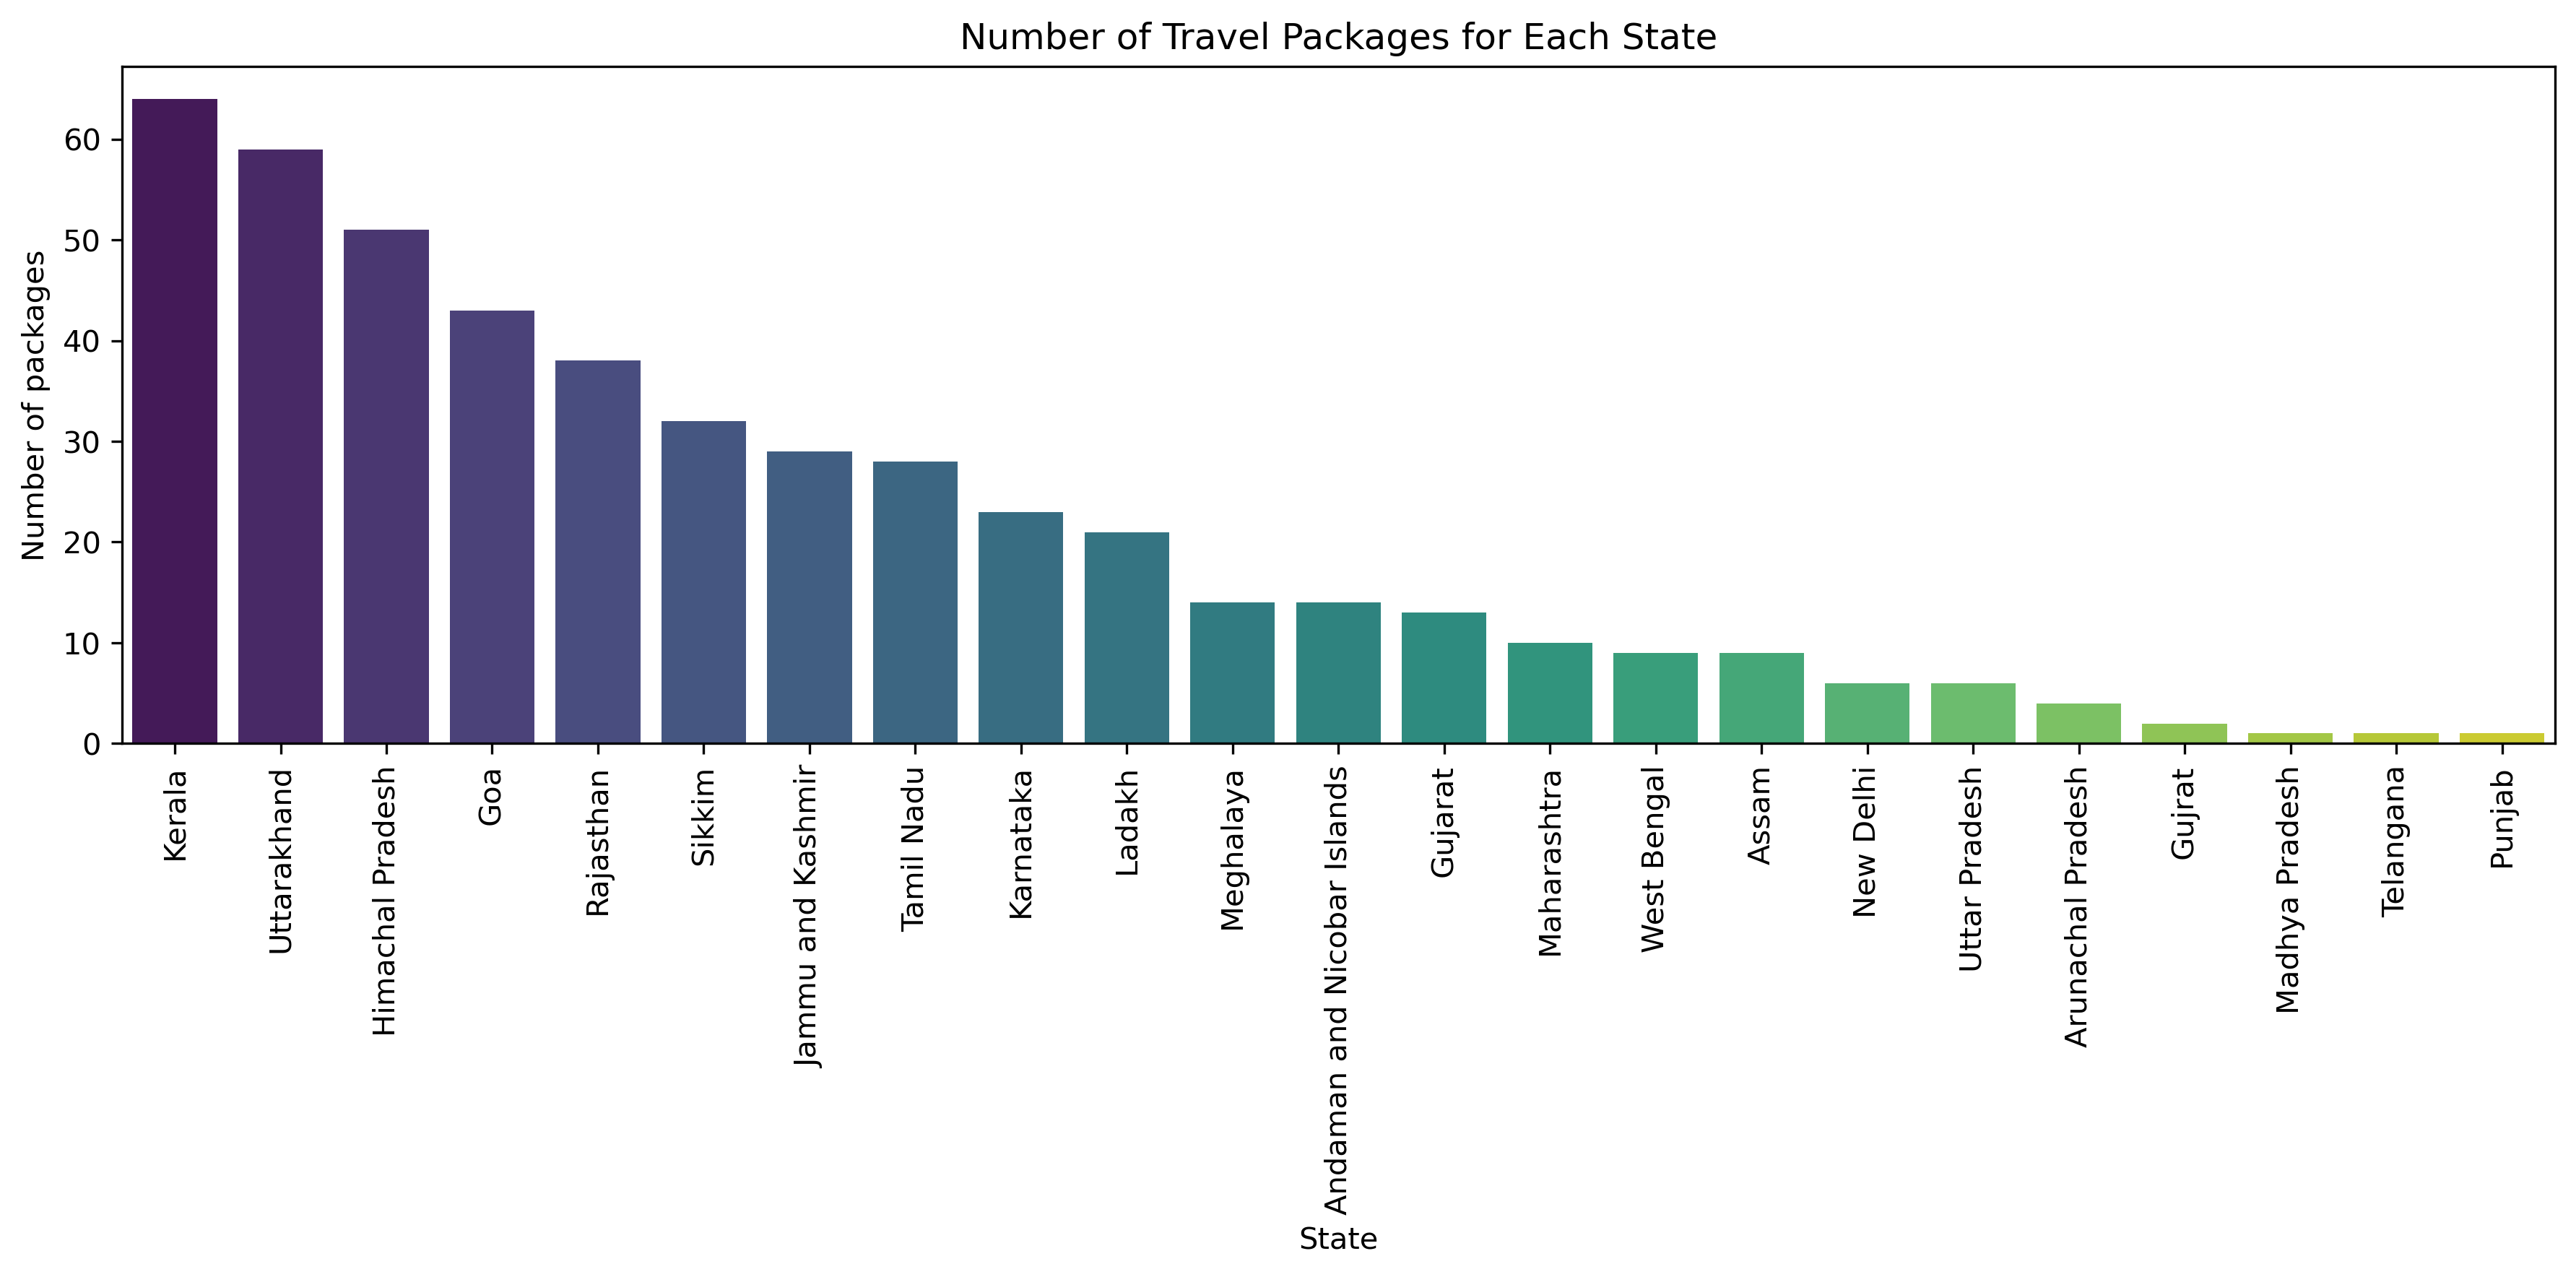 Number of Travel Packages for Each State
Number of packages
60
50
40
30
20
10
0
Kerala
Uttarakhand
Himachal Pradesh
Goa
Rajasthan
Sikkim
Jammu and Kashmir
Tamil Nadu
Karnataka
Ladakh
Meghalaya
Andaman and Nicobar Islands
Gujarat
Maharashtra
West Bengal
Assam
New Delhi
Uttar Pradesh
Arunachal Pradesh
Gujrat
Madhya Pradesh
Telangana
Punjab
State